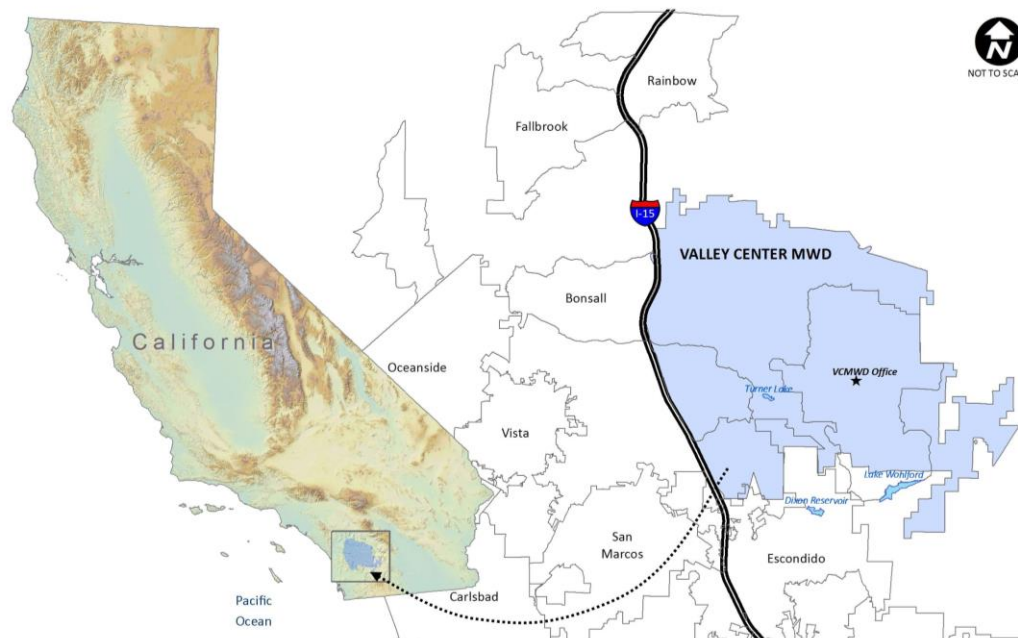 N
NOT TO SCA
Rainbow
Fallbrook
I-15
VALLEY CENTER MWD
Bonsall
California
Oceanside
VCMWD Office
Turner Lake
Vista
Lake Wohlford
Dixon Reservoir
San
Marcos
Escondido
Carlsbad
Pacific
Ocean